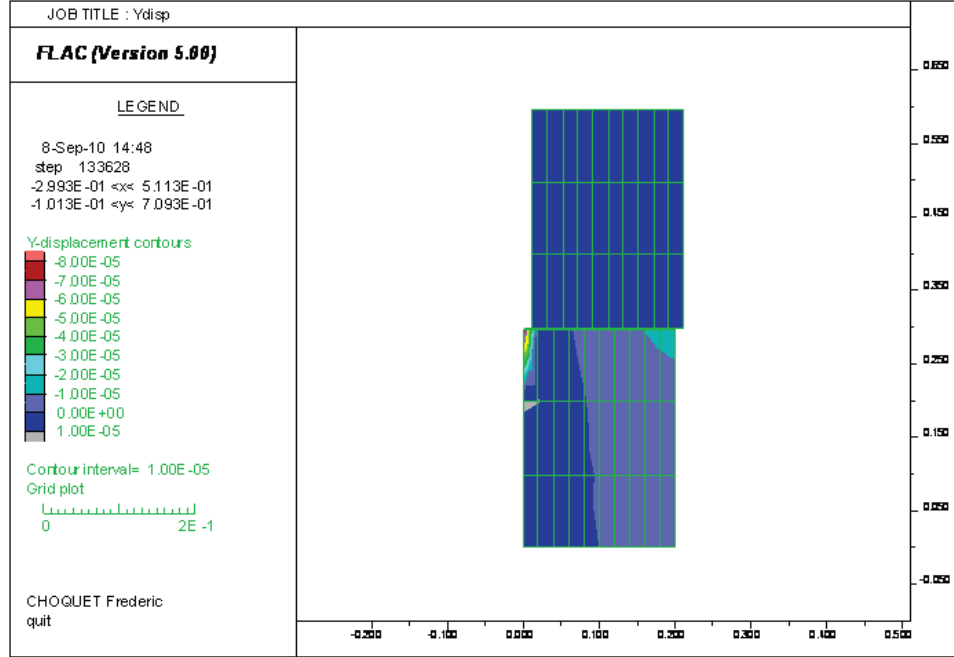 JOB TITLE : Ydisp
FLAC (Version 5.00)
LEGEND
8-Sep-10 14:48
step 133628
-2.993E-01 <x< 5.113E-01
-1.013E-01 <y< 7.093E-01
Y-displacement contours
-8.00E-05
-7.00E-05
-6.00E-05
-5.00E-05
-4.00E-05
-3.00E-05
-2.00E-05
-1.00E-05
0.00E+00
1.00E-05
Contour interval= 1.00E-05
Grid plot
0 2E -1
CHOQUET Frederic
quit
0.650
0.550
0.450
0.350
0.250
0.150
0.050
-0.050
-0.200 -0.100 0.000 0.100 0.200 0.300 0.400 0.500